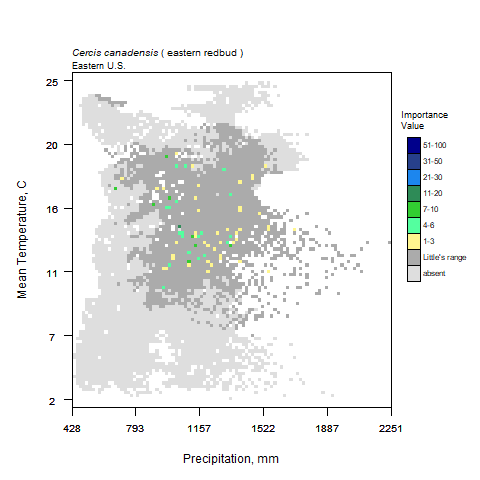 Cercis canadensis ( eastern redbud )
Eastern U.S.
25
20
16
11
7
2
Mean Temperature, C
428 793 1157 1522 1887 2251
Precipitation, mm
Importance
Value
51-100
31-50
21-30
11-20
7-10
4-6
1-3
Little's range
absent